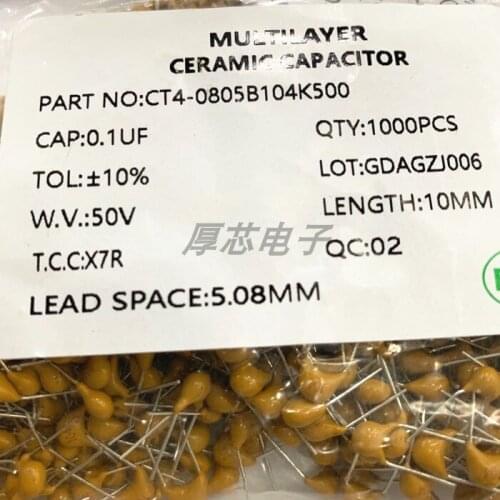 MULTILAYER
CERAMIC CAPACITOR
PART NO:CT4-0805B104K500
CAP:0.1UF
QTY:1000PCS
TOL:±10%
LOT:GDAGZJ006
W.V.:50V
LENGTH:10MM
厚芯电子
T.C.C:X7R
QC:02
LEAD SPACE:5.08MM